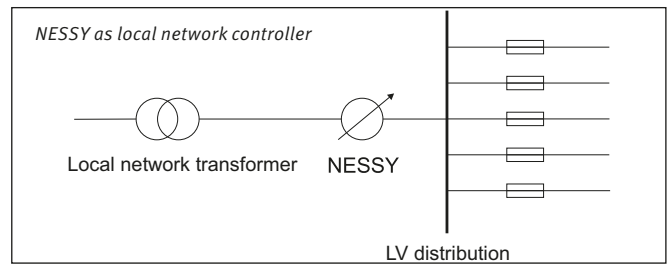 NESSY as local network controller
Local network transformer
NESSY
LV distribution